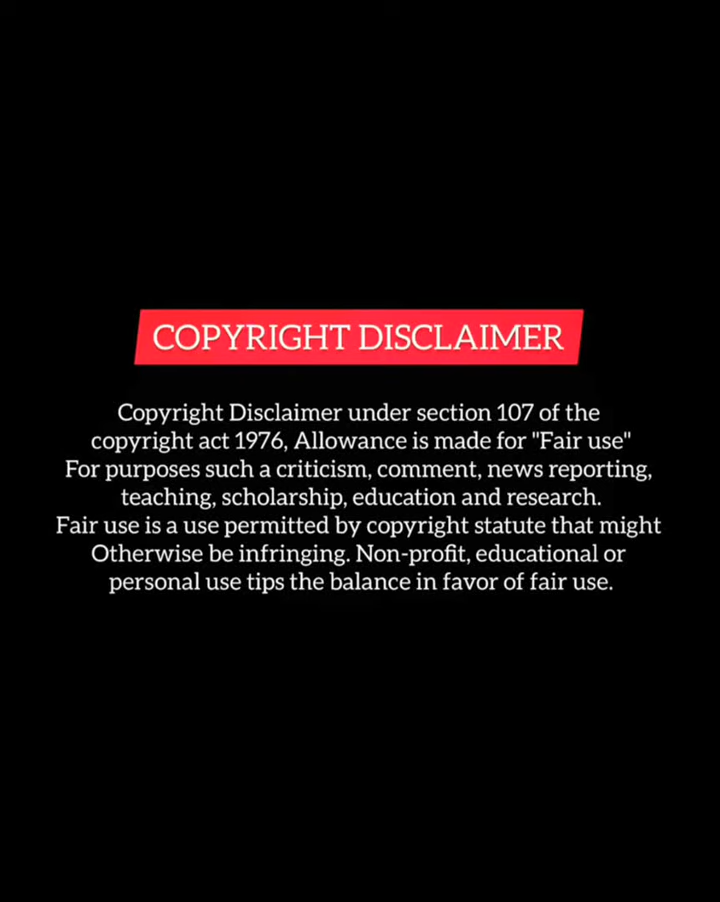 COPYRIGHT DISCLAIMER
Copyright Disclaimer under section 107 of the
copyright act 1976, Allowance is made for "Fair use"
For purposes such a criticism, comment, news reporting,
teaching, scholarship, education and research.
Fair use is a use permitted by copyright statute that might
Otherwise be infringing. Non-profit, educational or
personal use tips the balance in favor of fair use.